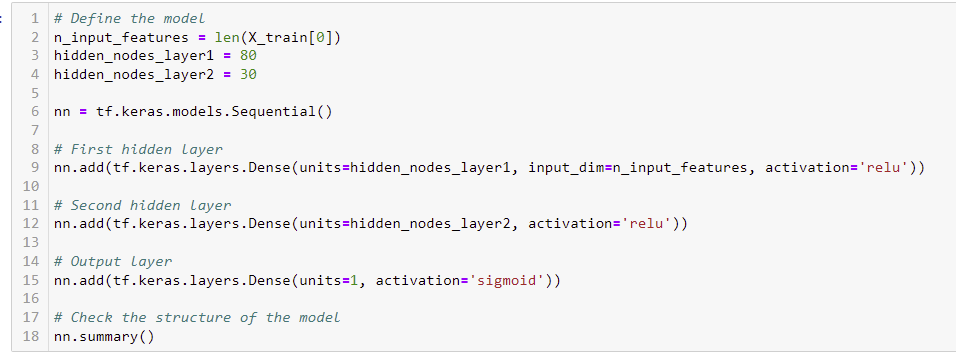 :
1 # Define the model
2 n_input_features = len(X_train[0])
3 hidden_nodes_layer1 = 80
4 hidden_nodes_layer2 = 30
5
6 nn = tf.keras.models.Sequential()
7
8 # First hidden layer
9 nn.add(tf.keras.layers.Dense(units=hidden_nodes_layer1, input_dim=n_input_features, activation='relu'))
10
11 # Second hidden layer
12 nn.add(tf.keras.layers.Dense(units=hidden_nodes_layer2, activation='relu'))
13
14 # Output layer
15 nn.add(tf.keras.layers.Dense(units=1, activation='sigmoid'))
16
17 # Check the structure of the model
18 nn.summary()